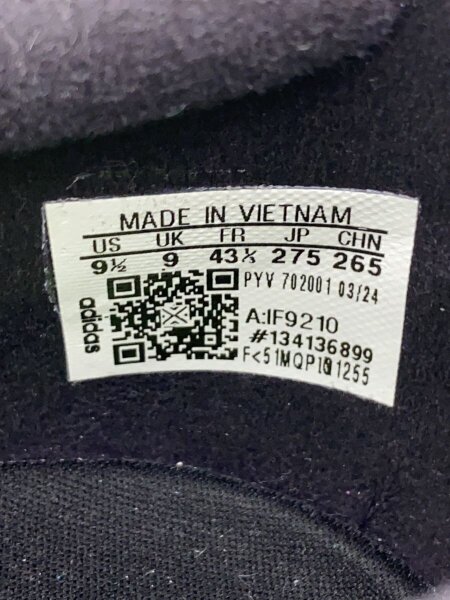 MADE IN VIETNAM
US UK FR JP CHN
9½ 9 43⅓ 275 265
adidas
PYV 702001 03/24
A:IF9210
#134136899